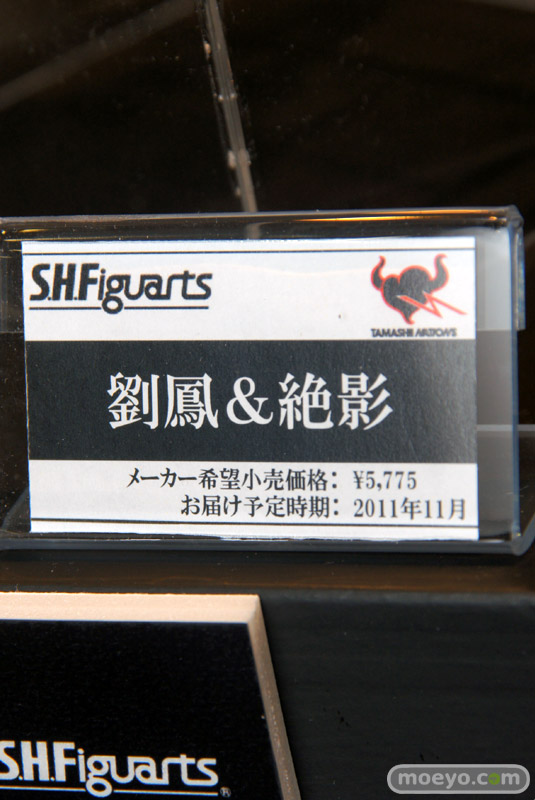 S.H.Figuarts
TAMASHII NATIONS
劉鳳&絶影
メーカー希望小売価格： ¥5,775
お届け予定時期： 2011年11月
S.H.Figuarts®
moeyo.com